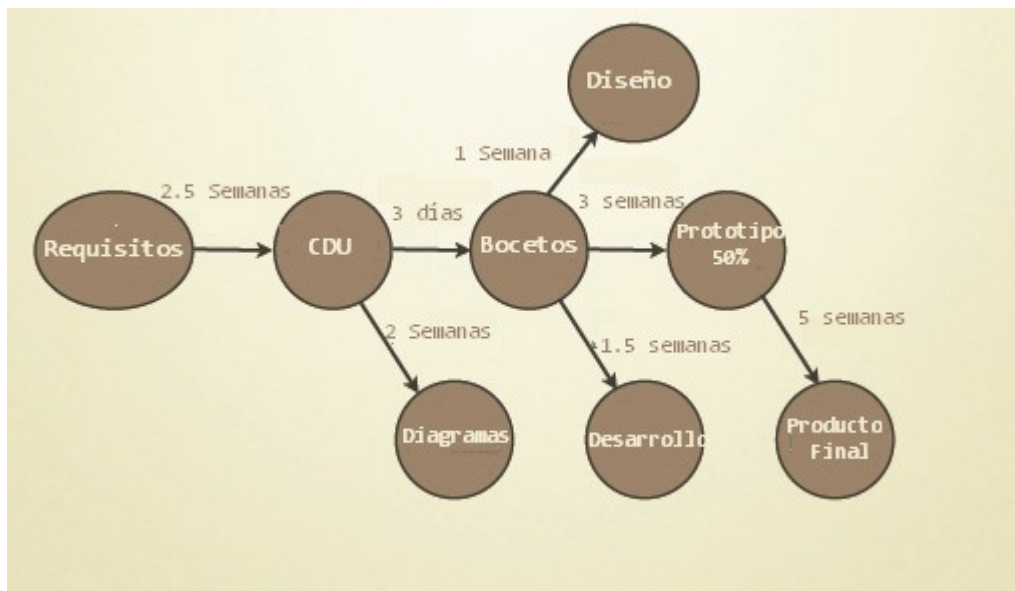 Diseño
1 Semana
2.5 Semanas
3 semanas
3 días
Requisitos
CDU
Bocetos
Prototipo
50%
2 Semanas
1.5 semanas
5 semanas
Diagramas
Desarrollo
Producto
Final